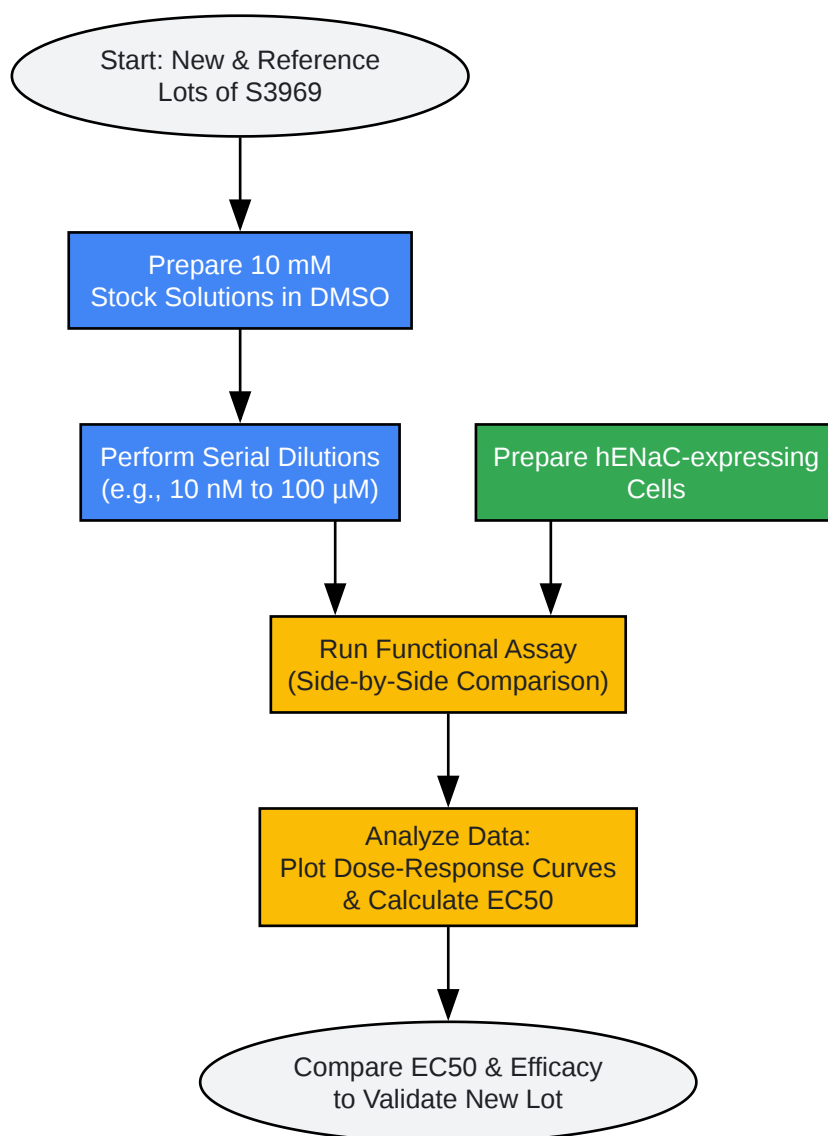 Start: New & Reference
Lots of S3969
Prepare 10 mM
Stock Solutions in DMSO
Perform Serial Dilutions
(e.g., 10 nM to 100 µM)
Prepare hENaC-expressing
Cells
Run Functional Assay
(Side-by-Side Comparison)
Analyze Data:
Plot Dose-Response Curves
& Calculate EC50
Compare EC50 & Efficacy
to Validate New Lot